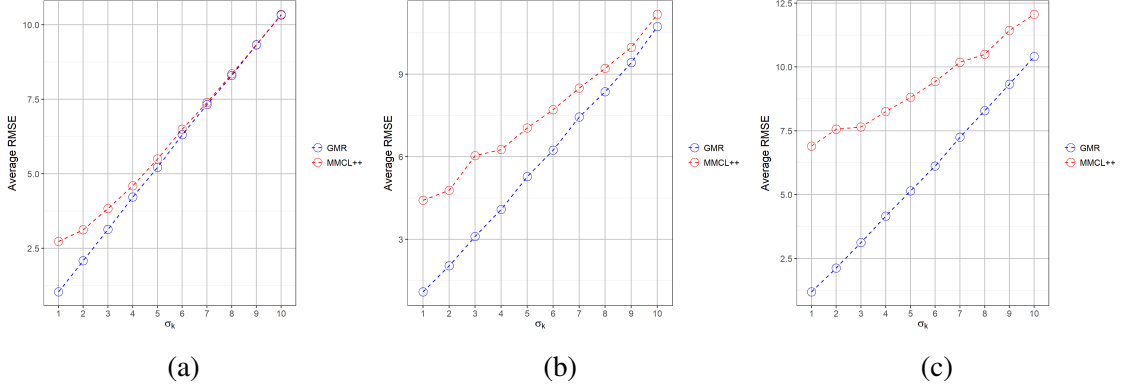 Average RMSE
10.0
7.5
5.0
2.5
1 2 3 4 5 6 7 8 9 10
σk
GMR
MMCL++
(a)
Average RMSE
9
6
3
1 2 3 4 5 6 7 8 9 10
σk
GMR
MMCL++
(b)
Average RMSE
12.5
10.0
7.5
5.0
2.5
1 2 3 4 5 6 7 8 9 10
σk
GMR
MMCL++
(c)